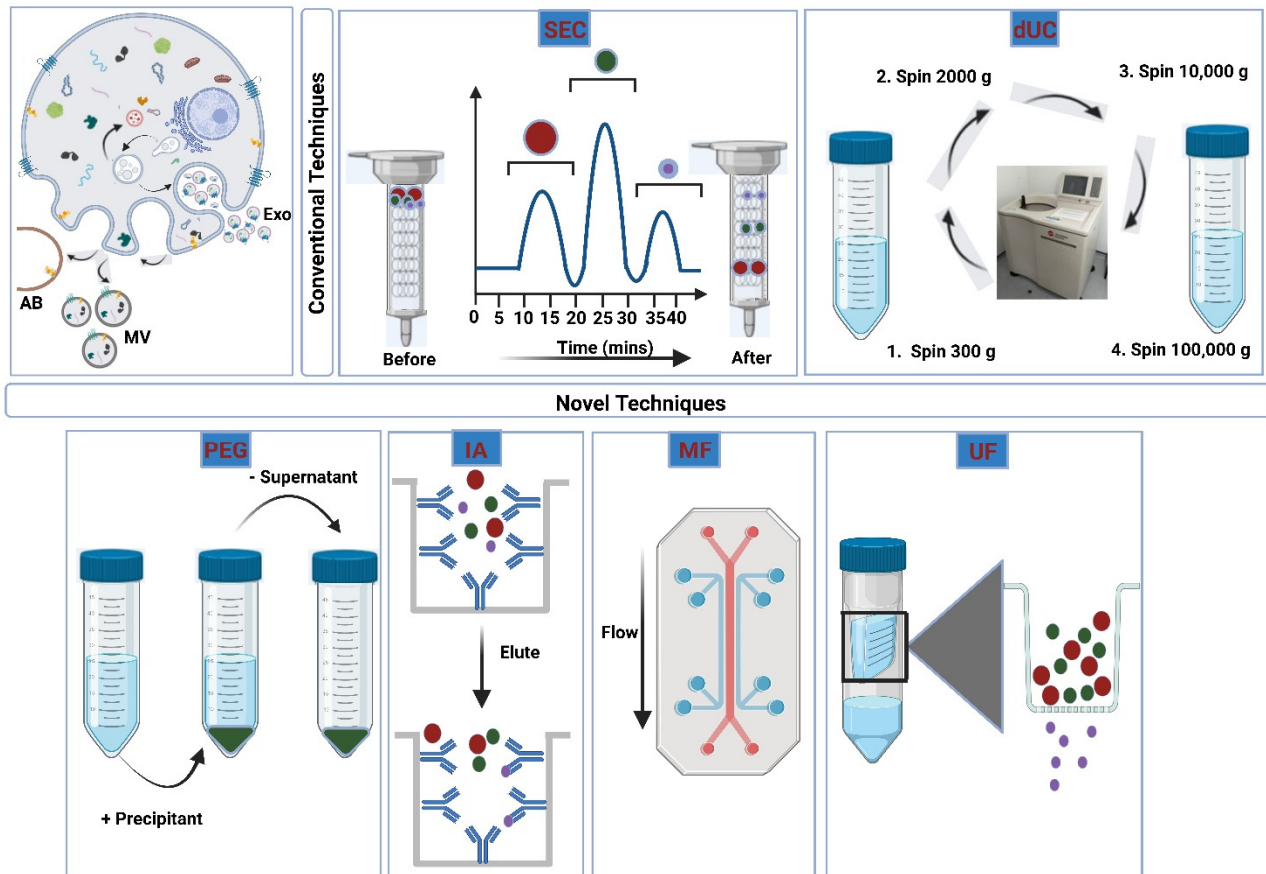 Exo
AB
MV
Conventional Techniques
SEC
0 5 10 15 20 25 30 3540
Before
Time (mins)
After
dUC
2. Spin 2000 g
3. Spin 10,000 g
1. Spin 300 g
4. Spin 100,000 g
Novel Techniques
PEG
- Supernatant
+ Precipitant
IA
Elute
MF
Flow
UF